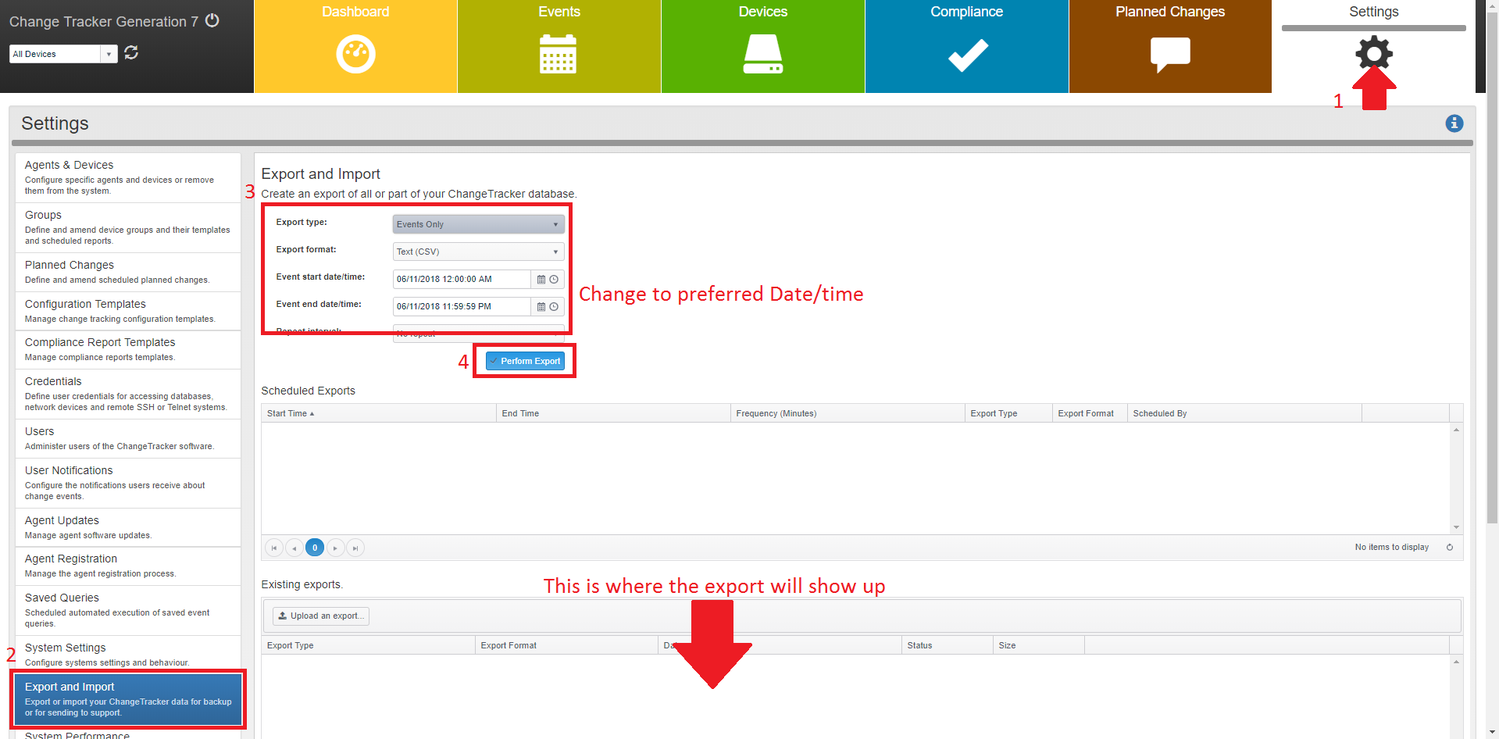 Change Tracker Generation 7
All Devices
Dashboard
Events
Devices
Compliance
Planned Changes
Settings
1
Settings
Agents & Devices
Configure specific agents and devices or remove
them from the system.
Groups
Define and amend device groups and their templates
and scheduled reports.
Planned Changes
Define and amend scheduled planned changes.
Configuration Templates
Manage change tracking configuration templates.
Compliance Report Templates
Manage compliance reports templates.
Credentials
Define user credentials for accessing databases,
network devices and remote SSH or Telnet systems.
Users
Administer users of the ChangeTracker software.
User Notifications
Configure the notifications users receive about
change events.
Agent Updates
Manage agent software updates.
Agent Registration
Manage the agent registration process.
Saved Queries
Scheduled automated execution of saved event
queries.
System Settings
2
Configure systems settings and behaviour.
Export and Import
Export or import your ChangeTracker data for backup
or for sending to support.
System Performance
Export and Import
3
Create an export of all or part of your ChangeTracker database.
Export type: Events Only
Export format: Text (CSV)
Event start date/time: 06/11/2018 12:00:00 AM
Event end date/time: 06/11/2018 11:59:59 PM
Change to preferred Date/time
Repeat interval: No repeat
4 Perform Export
Scheduled Exports
Start Time End Time Frequency (Minutes) Export Type Export Format Scheduled By
0
No items to display
Existing exports.
This is where the export will show up
Upload an export...
Export Type Export Format Status Size